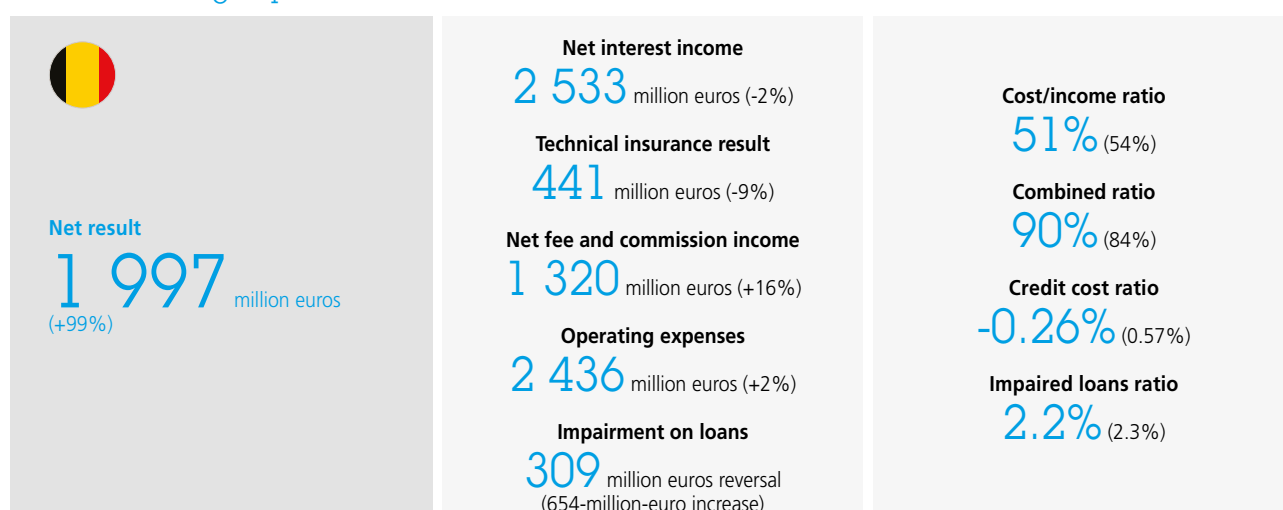 Net result
1 997 million euros
(+99%)
Net interest income
2 533 million euros (-2%)
Technical insurance result
441 million euros (-9%)
Net fee and commission income
1 320 million euros (+16%)
Operating expenses
2 436 million euros (+2%)
Impairment on loans
309 million euros reversal
(654-million-euro increase)
Cost/income ratio
51% (54%)
Combined ratio
90% (84%)
Credit cost ratio
-0.26% (0.57%)
Impaired loans ratio
2.2% (2.3%)